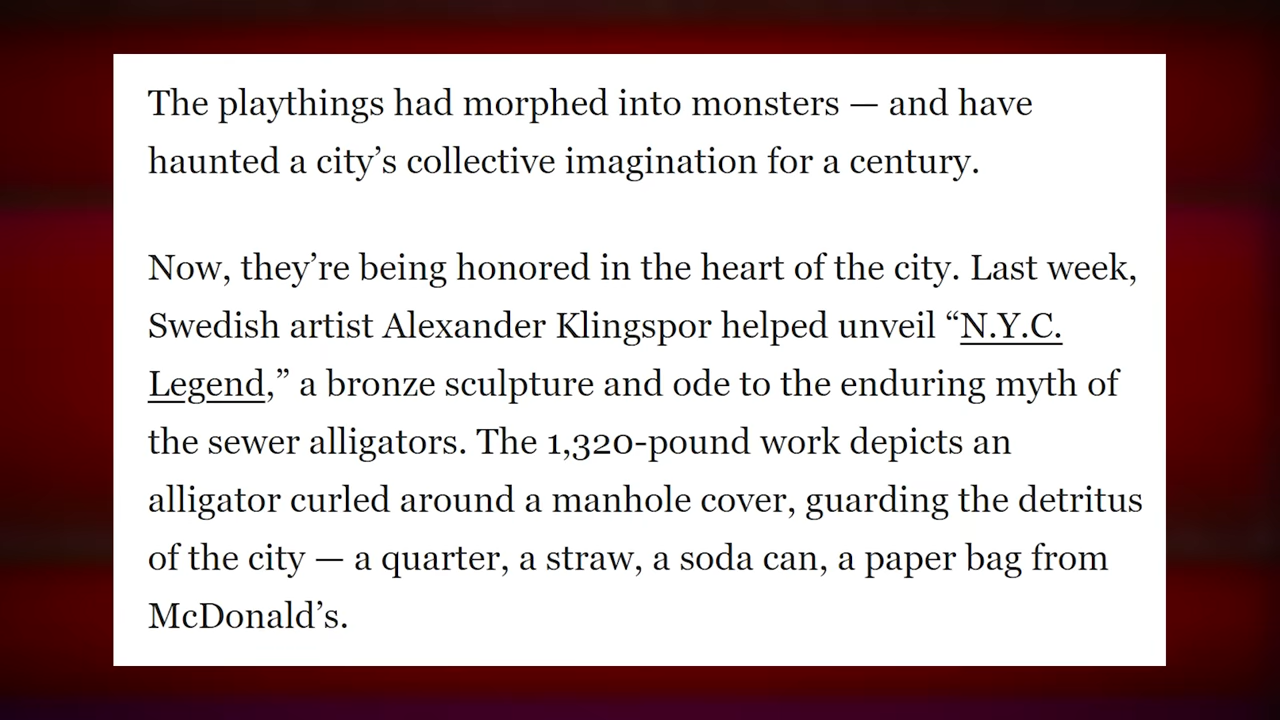 The playthings had morphed into monsters — and have
haunted a city’s collective imagination for a century.
Now, they’re being honored in the heart of the city. Last week,
Swedish artist Alexander Klingspor helped unveil “N.Y.C.
Legend,” a bronze sculpture and ode to the enduring myth of
the sewer alligators. The 1,320-pound work depicts an
alligator curled around a manhole cover, guarding the detritus
of the city — a quarter, a straw, a soda can, a paper bag from
McDonald’s.